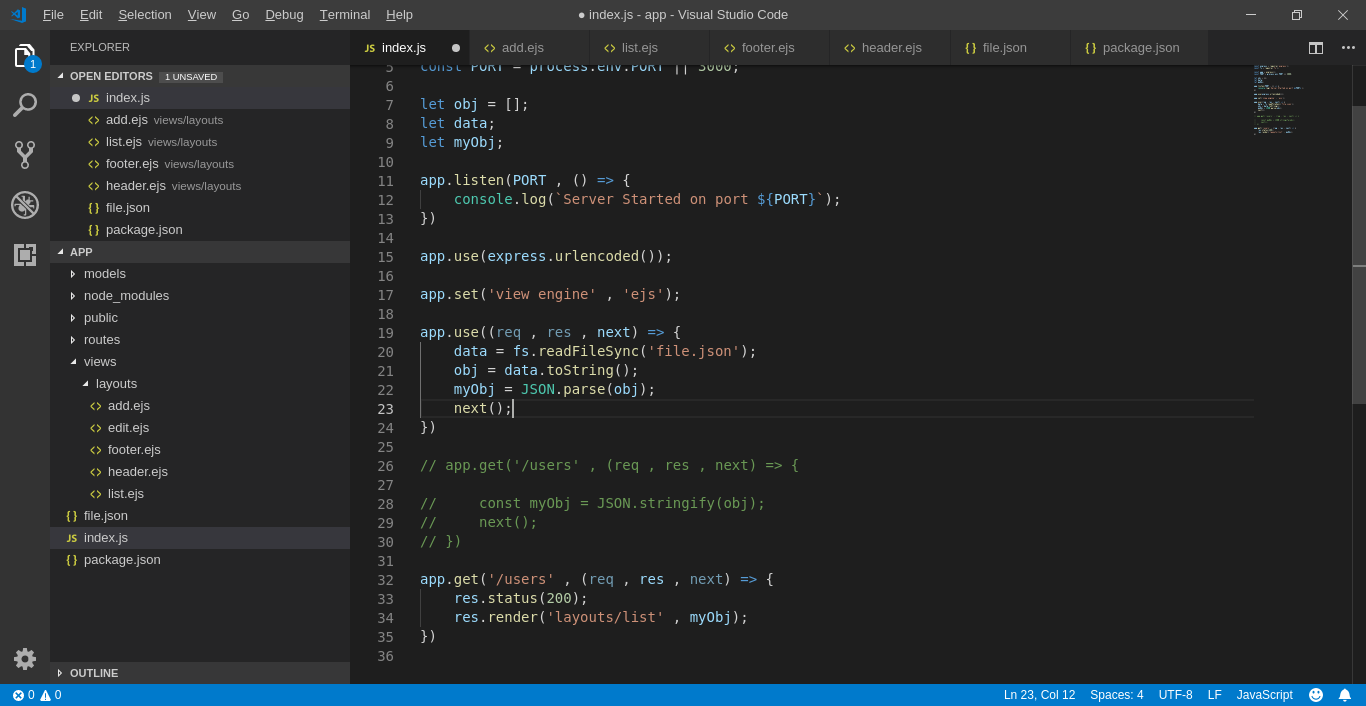 File Edit Selection View Go Debug Terminal Help ● index.js - app - Visual Studio Code
EXPLORER
JS index.js ●
add.ejs
list.ejs
footer.ejs
header.ejs
file.json
package.json
1
OPEN EDITORS 1 UNSAVED
● JS index.js
add.ejs views/layouts
list.ejs views/layouts
footer.ejs views/layouts
header.ejs views/layouts
{} file.json
{} package.json
APP
models
node_modules
public
routes
views
layouts
add.ejs
edit.ejs
footer.ejs
header.ejs
list.ejs
{} file.json
JS index.js
{} package.json
OUTLINE
5 const PORT = process.env.PORT || 3000;
6
7 let obj = [];
8 let data;
9 let myObj;
10
11 app.listen(PORT , () => {
12     console.log(`Server Started on port ${PORT}`);
13 })
14
15 app.use(express.urlencoded());
16
17 app.set('view engine' , 'ejs');
18
19 app.use((req , res , next) => {
20     data = fs.readFileSync('file.json');
21     obj = data.toString();
22     myObj = JSON.parse(obj);
23     next();
24 })
25
26 // app.get('/users' , (req , res , next) => {
27
28 //     const myObj = JSON.stringify(obj);
29 //     next();
30 // })
31
32 app.get('/users' , (req , res , next) => {
33     res.status(200);
34     res.render('layouts/list' , myObj);
35 })
36
0 0 Ln 23, Col 12 Spaces: 4 UTF-8 LF JavaScript